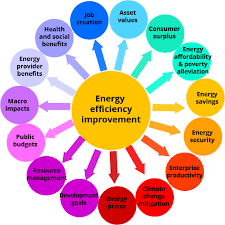 Energy
efficiency
improvement
Job
creation
Asset
values
Consumer
surplus
Energy
affordability
& poverty
alleviation
Energy
savings
Energy
security
Enterprise
productivity
Climate
change
mitigation
Energy
prices
Development
goals
Resource
management
Public
budgets
Macro
impacts
Energy
provider
benefits
Health
and social
benefits